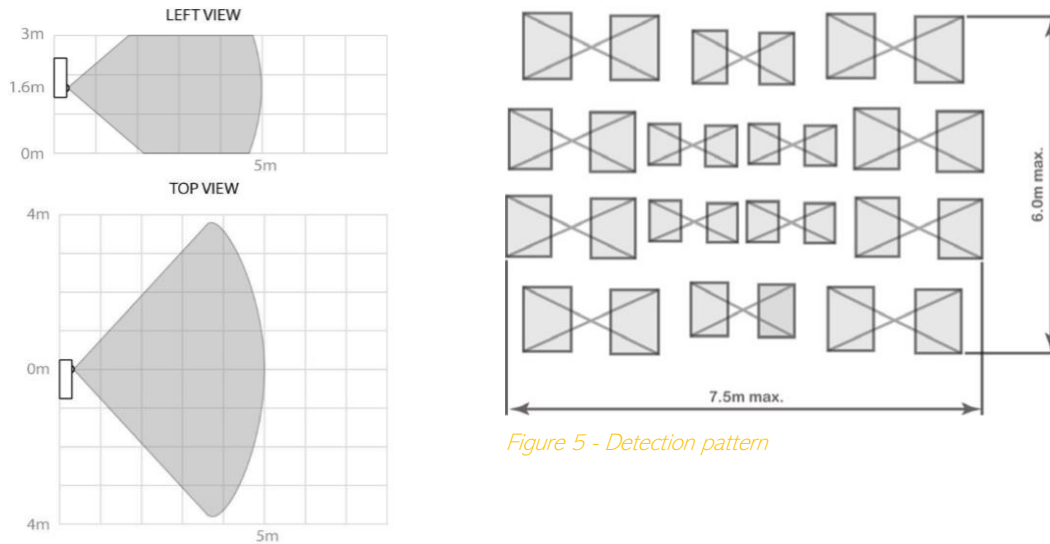 LEFT VIEW
3m
1.6m
0m
5m
TOP VIEW
4m
0m
4m
5m
6.0m max.
7.5m max.
Figure 5 - Detection pattern